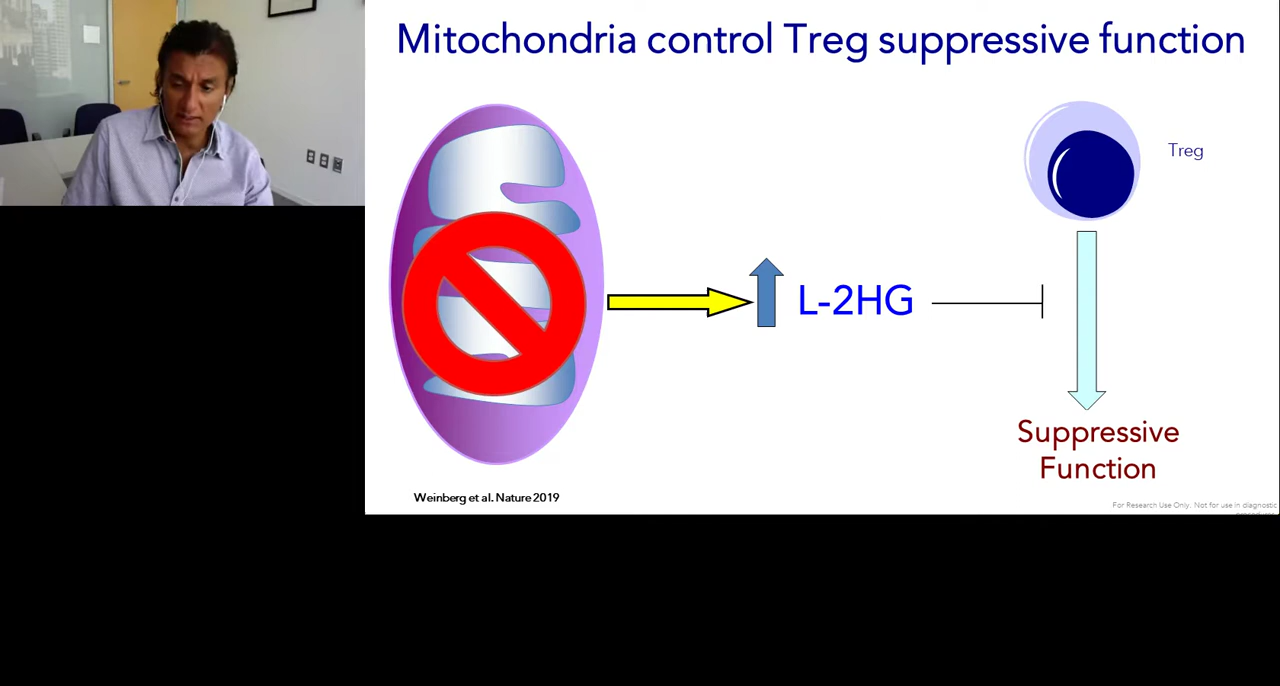 Mitochondria control Treg suppressive function
Treg
L-2HG
Suppressive
Function
Weinberg et al. Nature 2019
For Research Use Only. Not for use in diagnostic